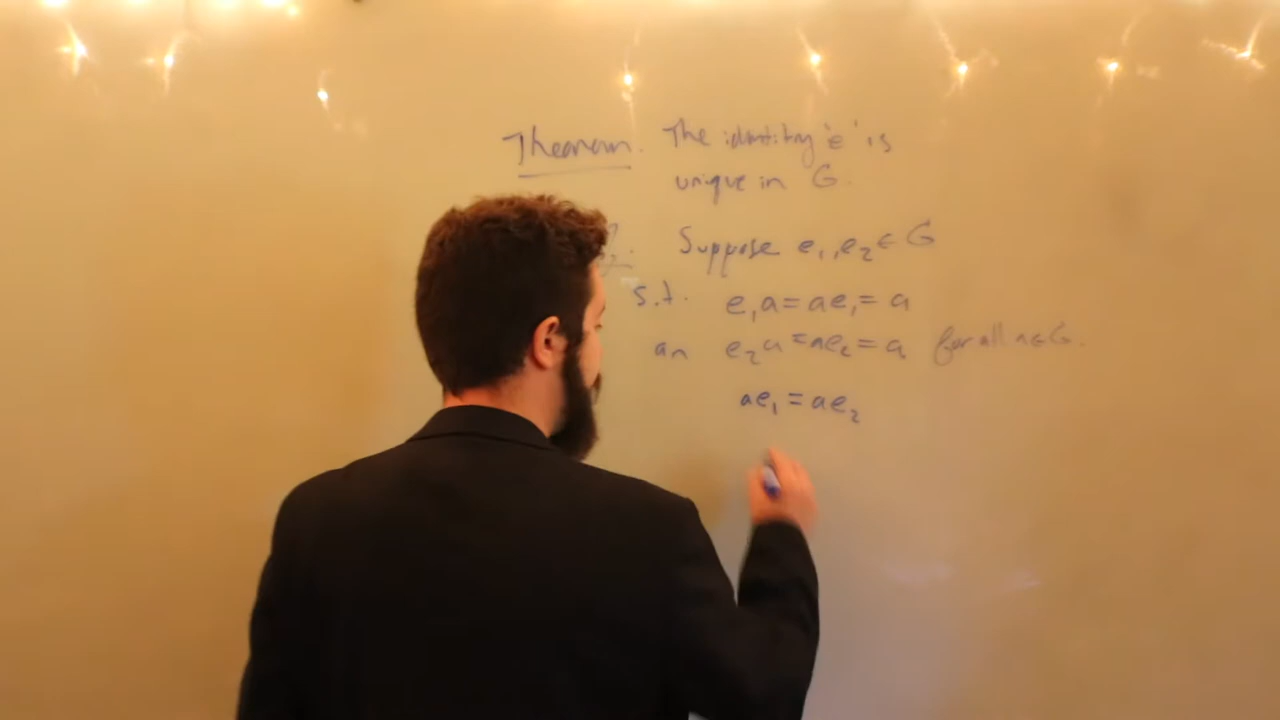 Theorem. The identity 'e' is
unique in G.
Suppose e₁, e₂ ∈ G
s.t. e₁a = ae₁ = a
an e₂a = ae₂ = a for all a∈G.
ae₁ = ae₂